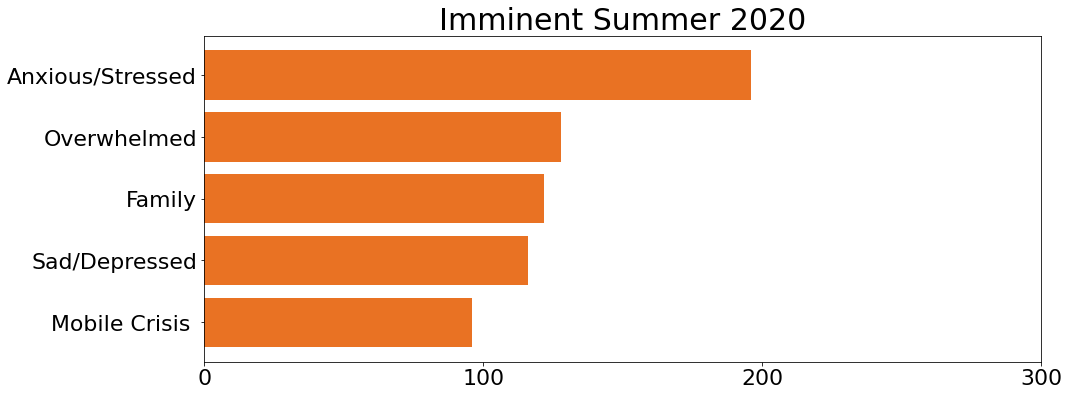 Imminent Summer 2020
Anxious/Stressed
Overwhelmed
Family
Sad/Depressed
Mobile Crisis
0 100 200 300